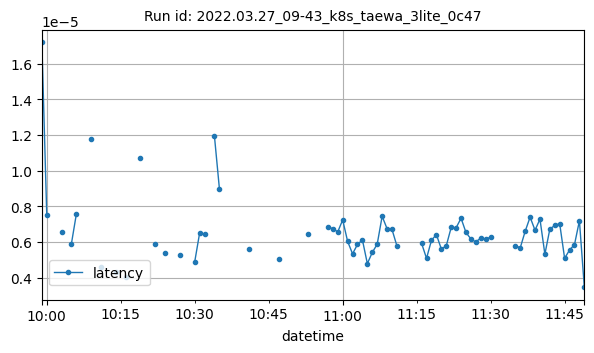 Run id: 2022.03.27_09-43_k8s_taewa_3lite_0c47
1e−5
1.6
1.4
1.2
1.0
0.8
0.6
0.4
latency
10:00 10:15 10:30 10:45 11:00 11:15 11:30 11:45
datetime